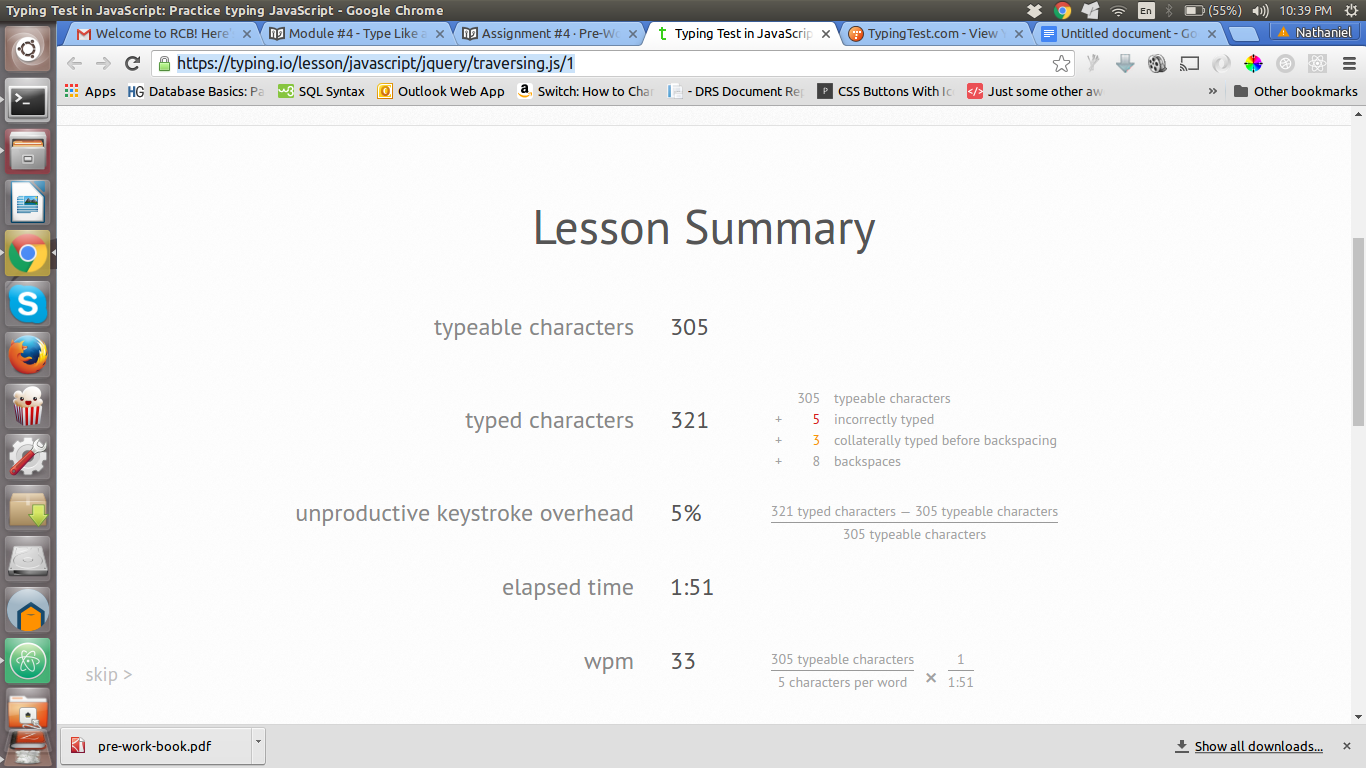 Typing Test in JavaScript: Practice typing JavaScript - Google Chrome
En (55%) 10:39 PM
Welcome to RCB! Here' Module #4 - Type Like a Assignment #4 - Pre-Wo Typing Test in JavaScrip TypingTest.com - View Untitled document - Go Nathaniel
https://typing.io/lesson/javascript/jquery/traversing.js/1
Apps HG Database Basics: Pa SQL Syntax Outlook Web App a Switch: How to Char - DRS Document Rep P CSS Buttons With Ic </> Just some other aw » Other bookmarks
Lesson Summary
typeable characters 305
typed characters 321
305 typeable characters
+ 5 incorrectly typed
+ 3 collaterally typed before backspacing
+ 8 backspaces
unproductive keystroke overhead 5%
321 typed characters — 305 typeable characters
305 typeable characters
elapsed time 1:51
wpm 33
305 typeable characters
5 characters per word
×
1
1:51
skip >
pre-work-book.pdf
Show all downloads...